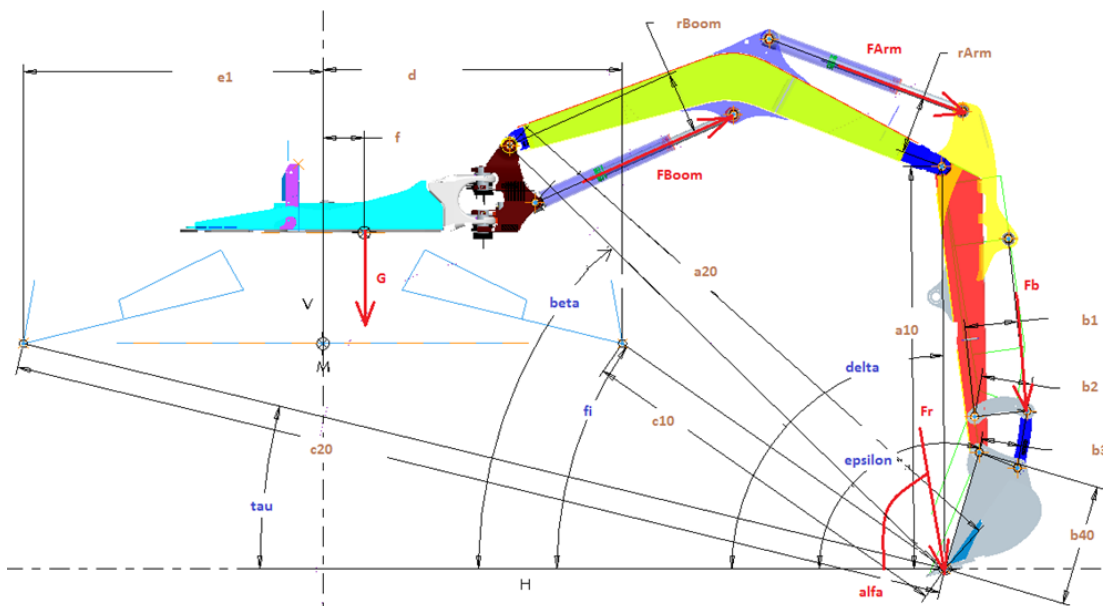 rBoom
FArm
rArm
e1
d
f
FBoom
G
a20
Fb
beta
V
b1
a10
M
delta
b2
fi
c10
Fr
c20
epsilon
b3
tau
b40
H
alfa